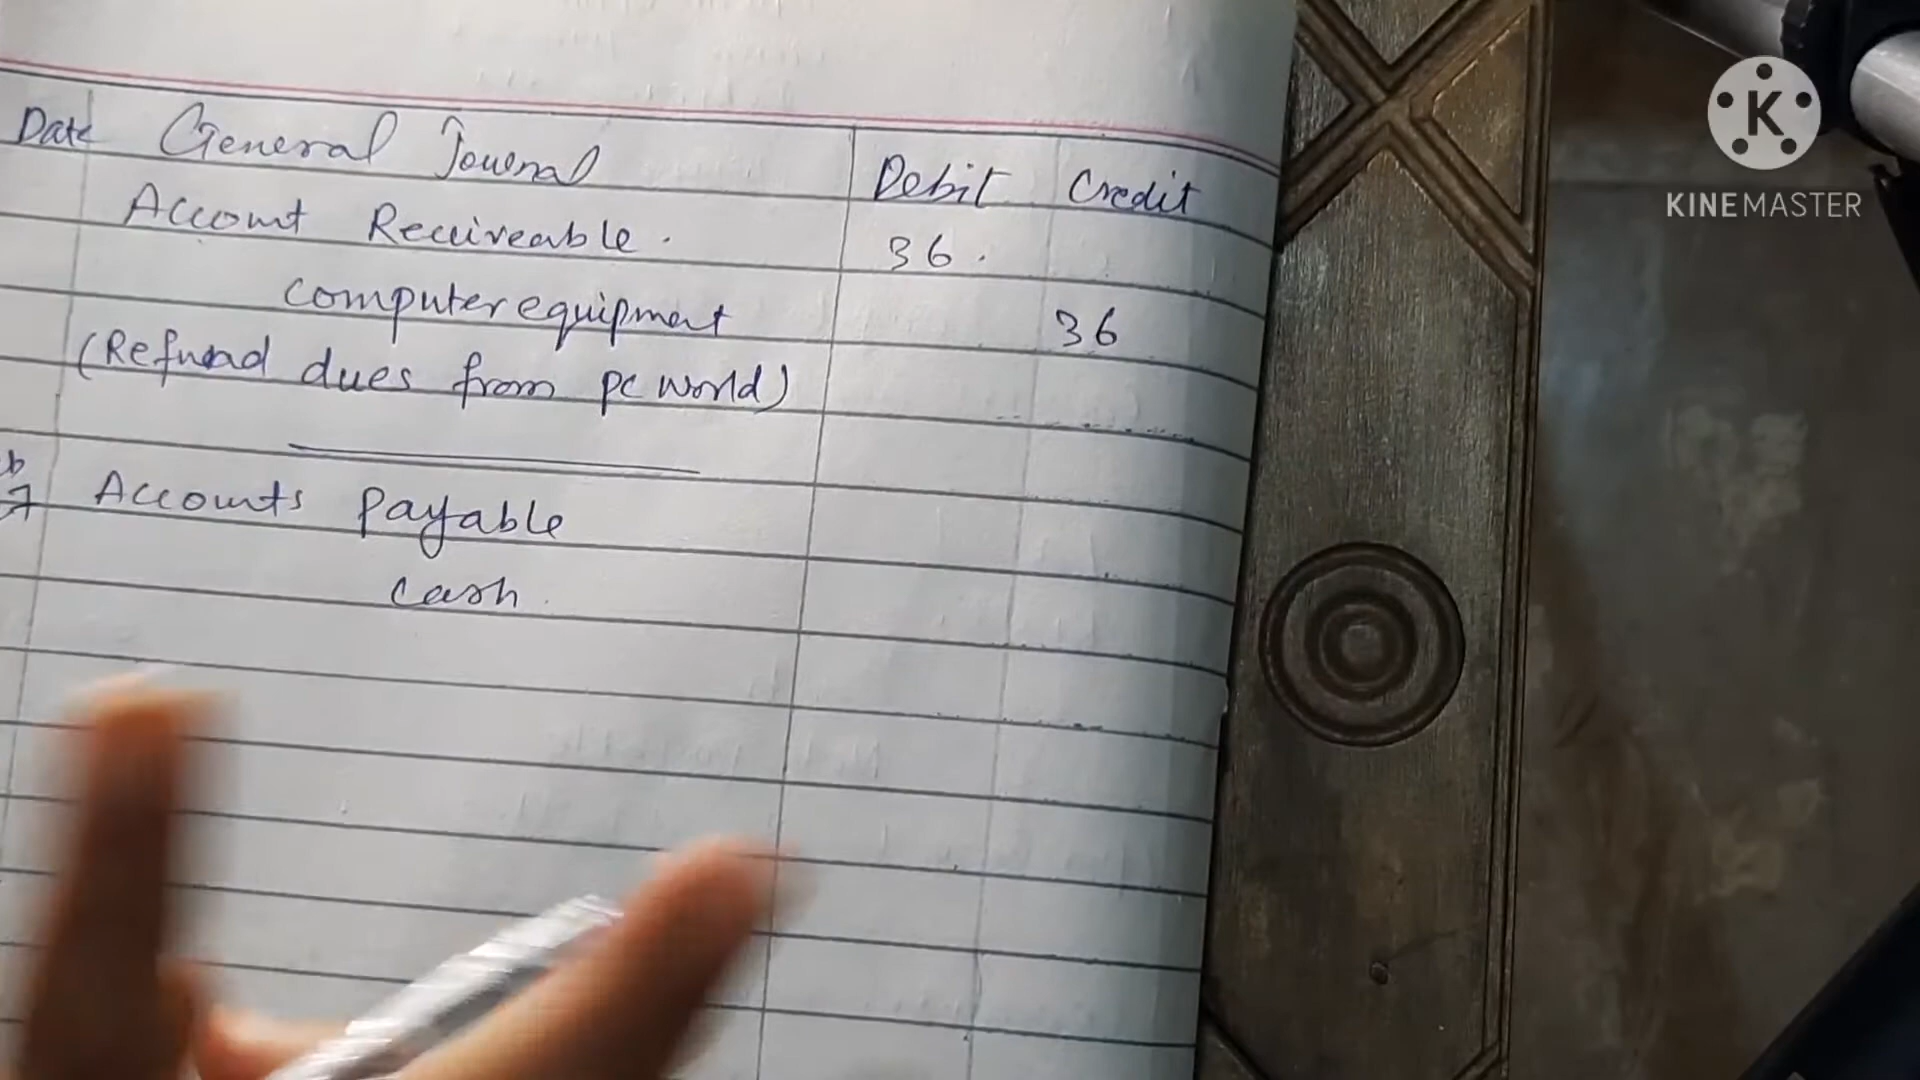 Date General Journal Debit Credit
Account Receiveable. 36.
computer equipment 36
(Refund dues from pc world)
b
7 Accounts Payable
cash.
K
KINEMASTER